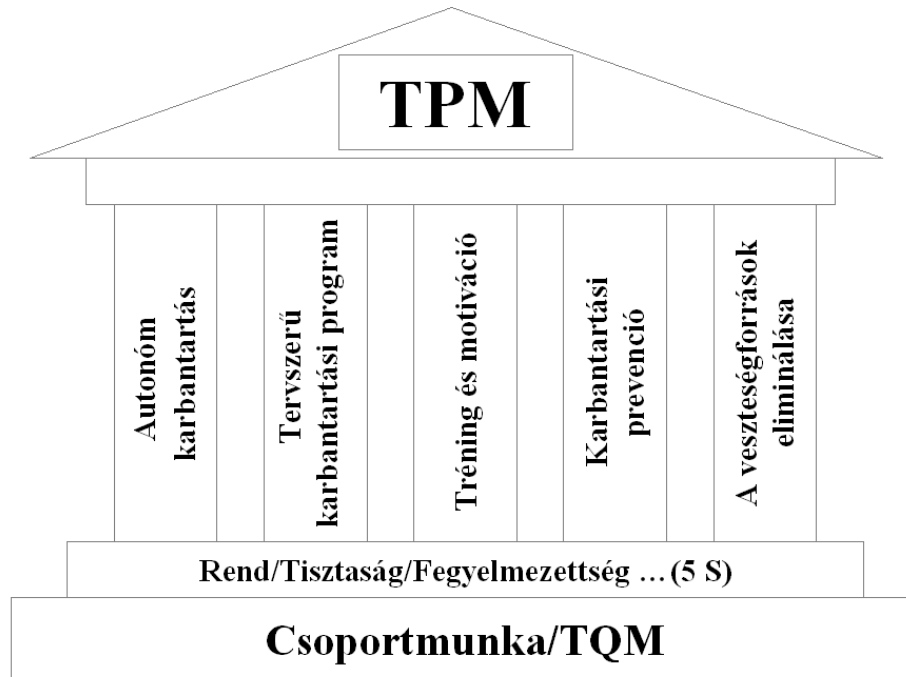 TPM
Autonóm
karbantartás
Tervszerű
karbantartási program
Tréning és motiváció
Karbantartási
prevenció
A veszteségforrások
eliminálása
Rend/Tisztaság/Fegyelmezettség ... (5 S)
Csoportmunka/TQM